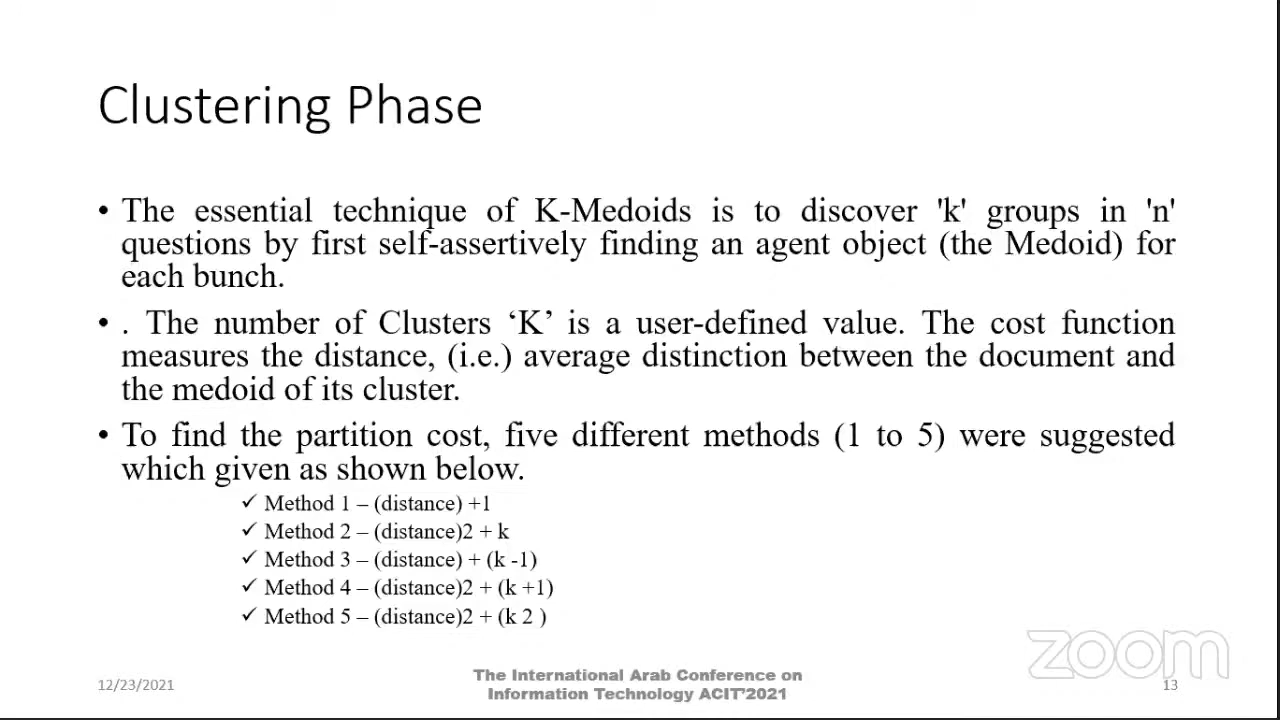 Clustering Phase
• The essential technique of K-Medoids is to discover 'k' groups in 'n'
questions by first self-assertively finding an agent object (the Medoid) for
each bunch.
• . The number of Clusters ‘K’ is a user-defined value. The cost function
measures the distance, (i.e.) average distinction between the document and
the medoid of its cluster.
• To find the partition cost, five different methods (1 to 5) were suggested
which given as shown below.
✓ Method 1 – (distance) +1
✓ Method 2 – (distance)2 + k
✓ Method 3 – (distance) + (k -1)
✓ Method 4 – (distance)2 + (k +1)
✓ Method 5 – (distance)2 + (k 2 )
zoom
12/23/2021
The International Arab Conference on
Information Technology ACIT’2021
13